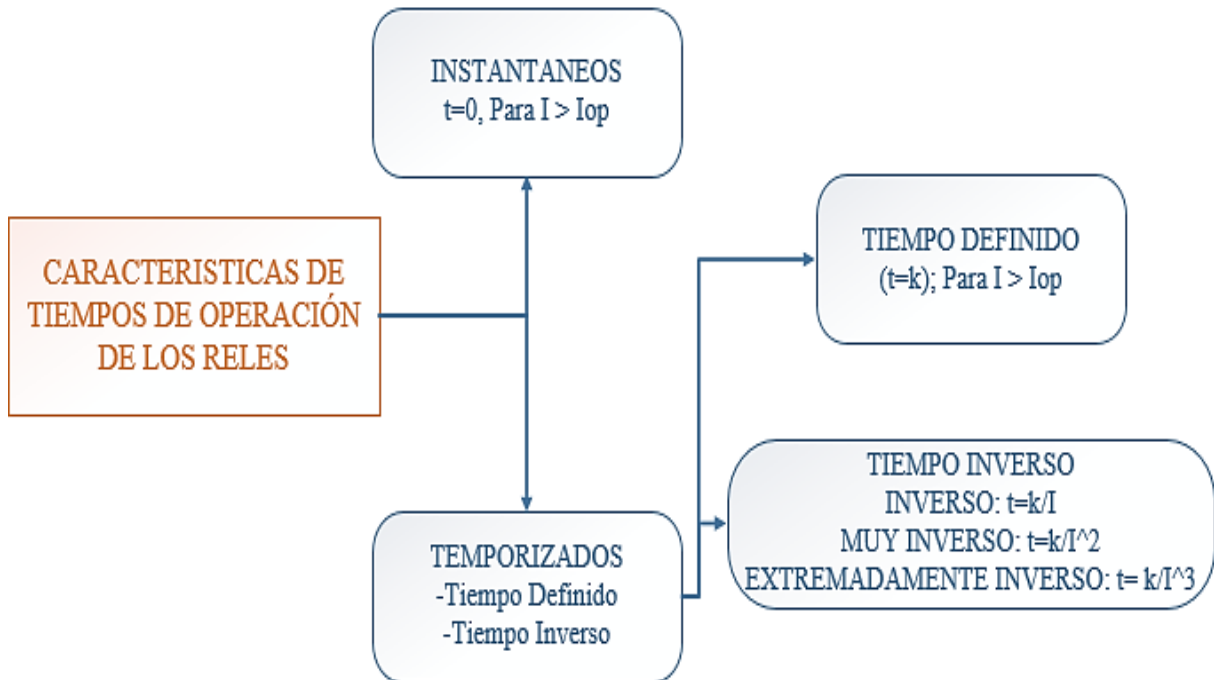 INSTANTANEOS
t=0, Para I > Iop
CARACTERISTICAS DE
TIEMPOS DE OPERACIÓN
DE LOS RELES
TIEMPO DEFINIDO
(t=k); Para I > Iop
TEMPORIZADOS
-Tiempo Definido
-Tiempo Inverso
TIEMPO INVERSO
INVERSO: t=k/I
MUY INVERSO: t=k/I^2
EXTREMADAMENTE INVERSO: t= k/I^3